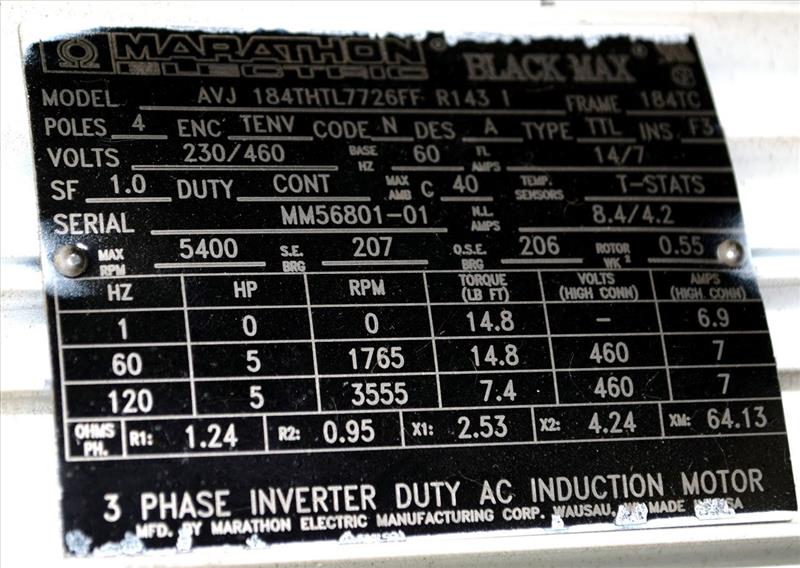 MARATHON ELECTRIC BLACK MAX
MODEL AVJ 184THTL7726FF R143 I FRAME 184TC
POLES 4 ENC TENV CODE N DES A TYPE TTL INS F3
VOLTS 230/460 BASE HZ 60 FL AMPS 14/7
SF 1.0 DUTY CONT MAX AMB C 40 TEMP. SENSORS T-STATS
SERIAL MM56801-01 N.L. AMPS 8.4/4.2
MAX RPM 5400 S.E. BRG 207 O.S.E. BRG 206 ROTOR WK² 0.55
HZ HP RPM TORQUE (LB FT) VOLTS (HIGH CONN) AMPS (HIGH CONN)
1 0 0 14.8 – 6.9
60 5 1765 14.8 460 7
120 5 3555 7.4 460 7
OHMS PH. R1: 1.24 R2: 0.95 X1: 2.53 X2: 4.24 XM: 64.13
3 PHASE INVERTER DUTY AC INDUCTION MOTOR
MFD. BY MARATHON ELECTRIC MANUFACTURING CORP. WAUSAU, MADE IN USA